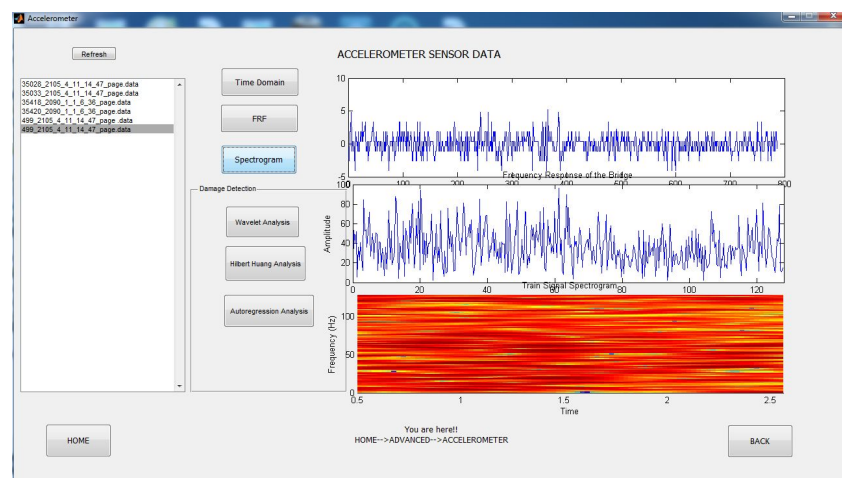 Accelerometer
Refresh
ACCELEROMETER SENSOR DATA
35028_2105_4_11_14_47_page.data
35033_2105_4_11_14_47_page.data
35418_2090_1_1_6_36_page.data
35420_2090_1_1_6_36_page.data
499_2105_4_11_14_47_page .data
499_2105_4_11_14_47_page.data
Time Domain
FRF
Spectrogram
Damage Detection
Wavelet Analysis
Hilbert Huang Analysis
Autoregression Analysis
10
5
0
-5
0 100 200 300 400 500 600 700 800
Frequency Response of the Bridge
Amplitude
100
80
60
40
20
0
0 20 40 60 80 100 120
Train Signal Spectrogram
Frequency (Hz)
100
50
0
0.5 1 1.5 2 2.5
Time
You are here!!
HOME-->ADVANCED-->ACCELEROMETER
HOME
BACK